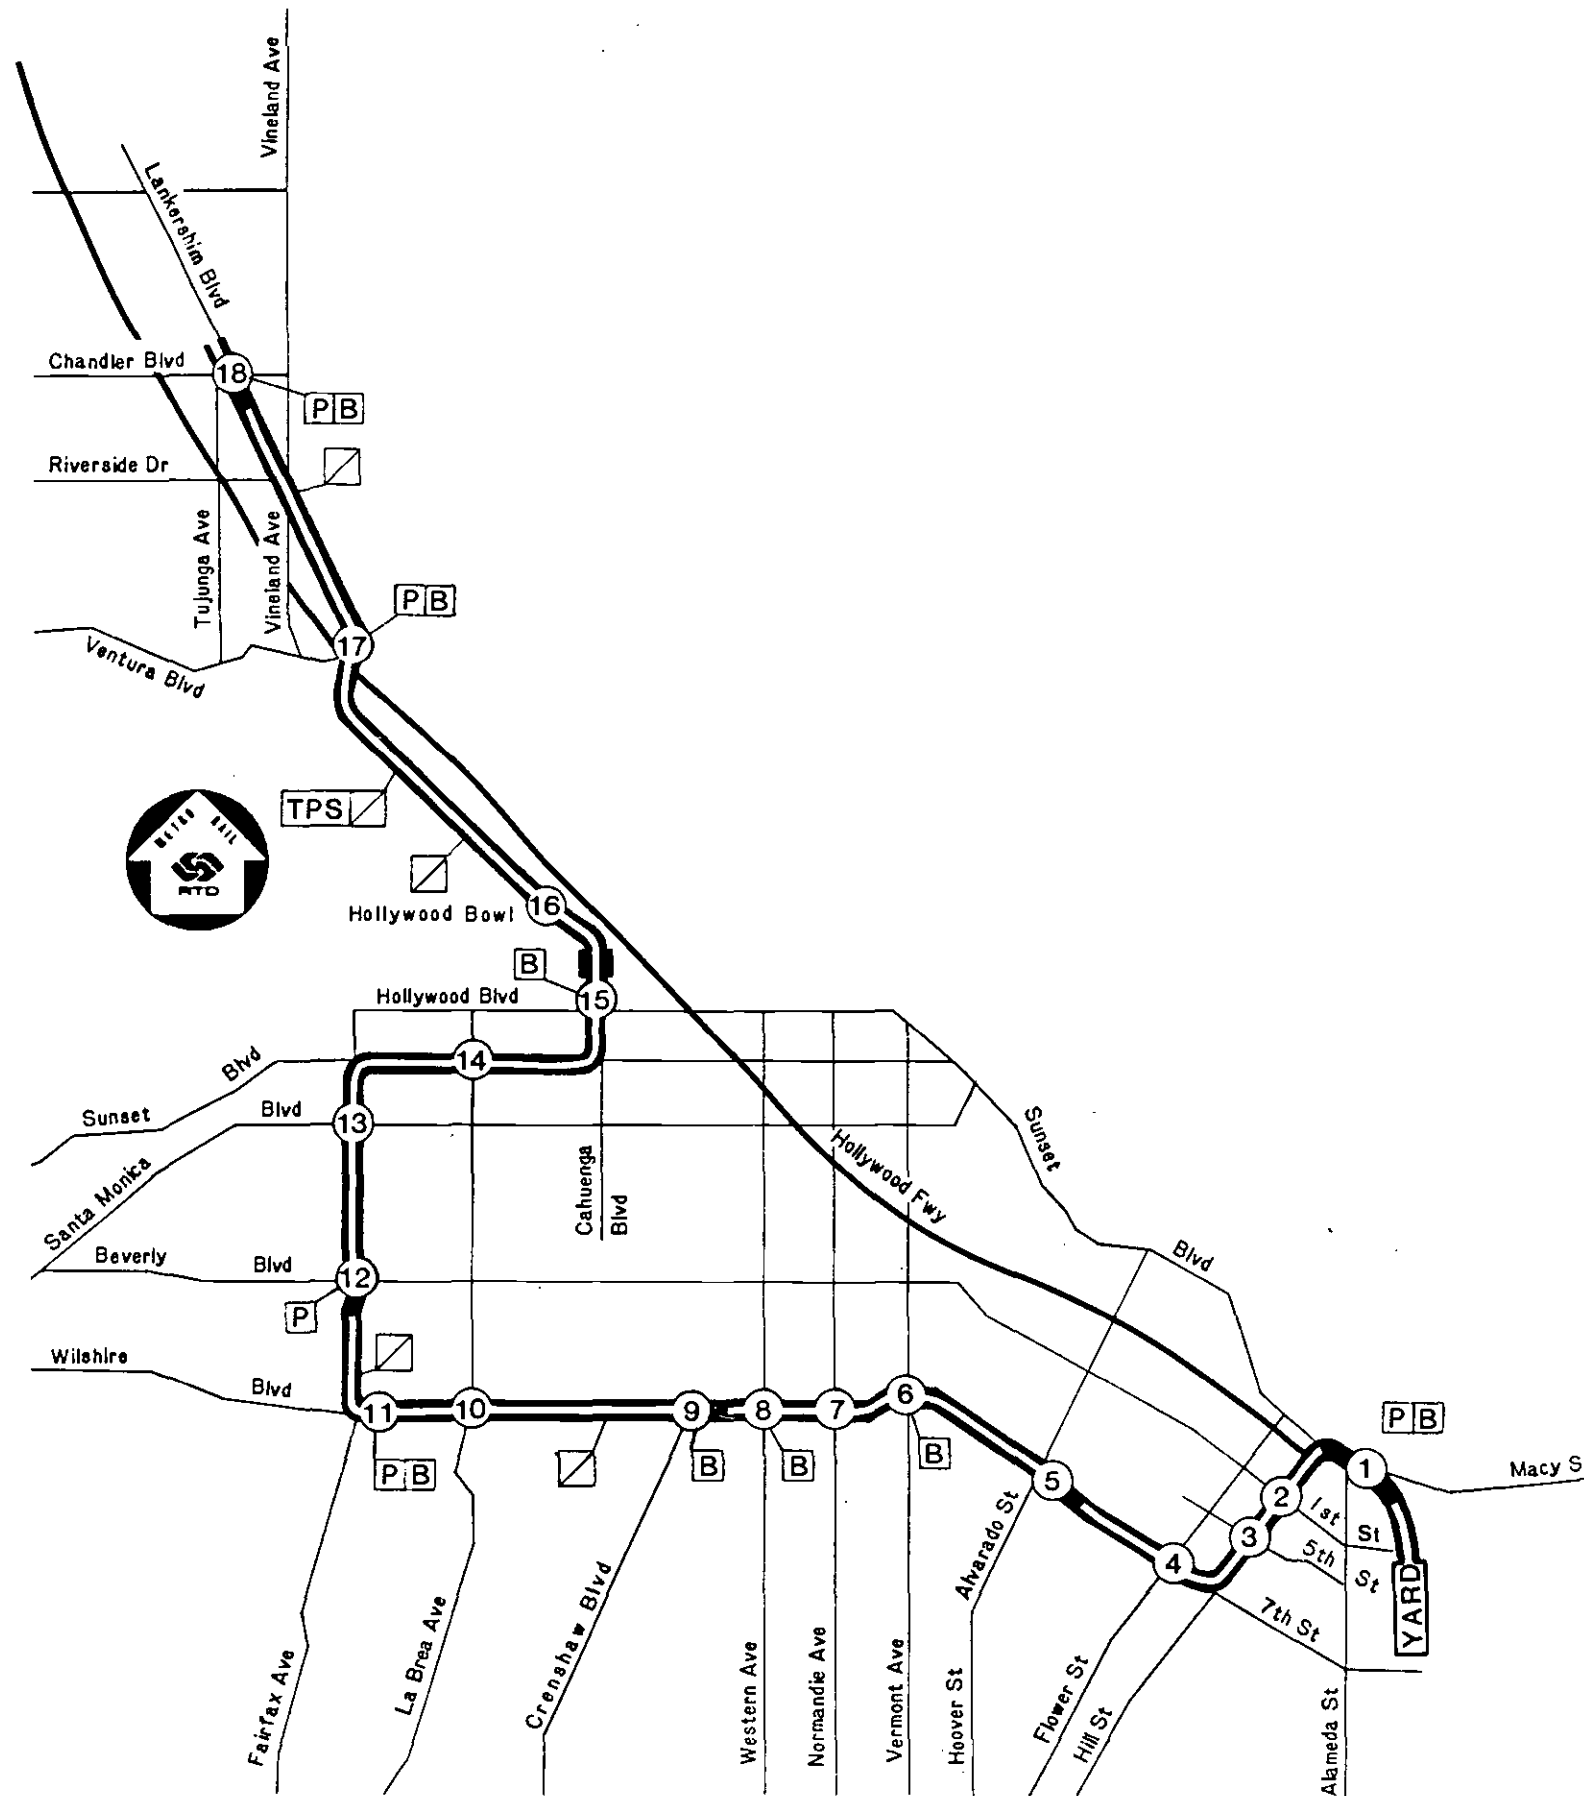 Vineland Ave
Lankershim Blvd
Chandler Blvd
18
P B
Riverside Dr
Tujunga Ave
Vineland Ave
P B
17
Ventura Blvd
TPS
METRO RAIL
RTD
16
Hollywood Bowl
B
15
Hollywood Blvd
14
Sunset Blvd
13
Santa Monica Blvd
Cahuenga Blvd
Hollywood Fwy
Sunset Blvd
Beverly Blvd
12
P
Wilshire Blvd
11
P B
10
9
B
8
B
7
6
B
5
4
3
2
1
P B
Macy S
1st St
5th St
7th St
YARD
Fairfax Ave
La Brea Ave
Crenshaw Blvd
Western Ave
Normandie Ave
Vermont Ave
Hoover St
Alvarado St
Flower St
Hill St
Alameda St